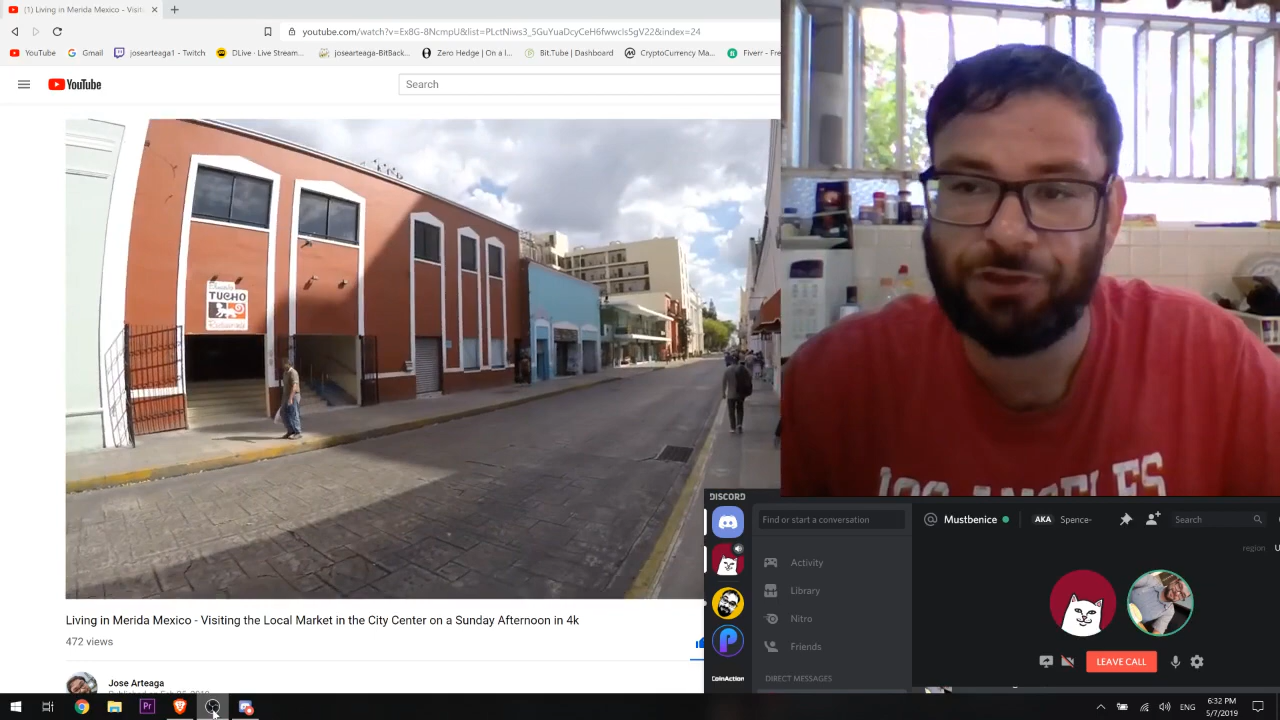 (1) Living in Merida Mexico - Visit
youtube.com/watch?v=Ex8G-8NcmpU&list=
index=24
YouTube
Gmail
josearteaga1 - Twitch
DLive - Live Stream...
josearteaga-BitBack...
Zero Hedge | On a
Bit.Tube | Dashboard
CryptoCurrency Ma...
Fiverr - Fre
YouTube
Search
TUCHO
LOS ANGELES
Living in Merida Mexico - Visiting the Local Market in the City Center on a Sunday Afternoon in 4k
472 views
Jose Arteaga
DISCORD
Find or start a conversation
Activity
Library
Nitro
Friends
DIRECT MESSAGES
CoinAction
@ Mustbenice
AKA
Spence-
Search
region
U
LEAVE CALL
Pr
ENG
6:32 PM
5/7/2019